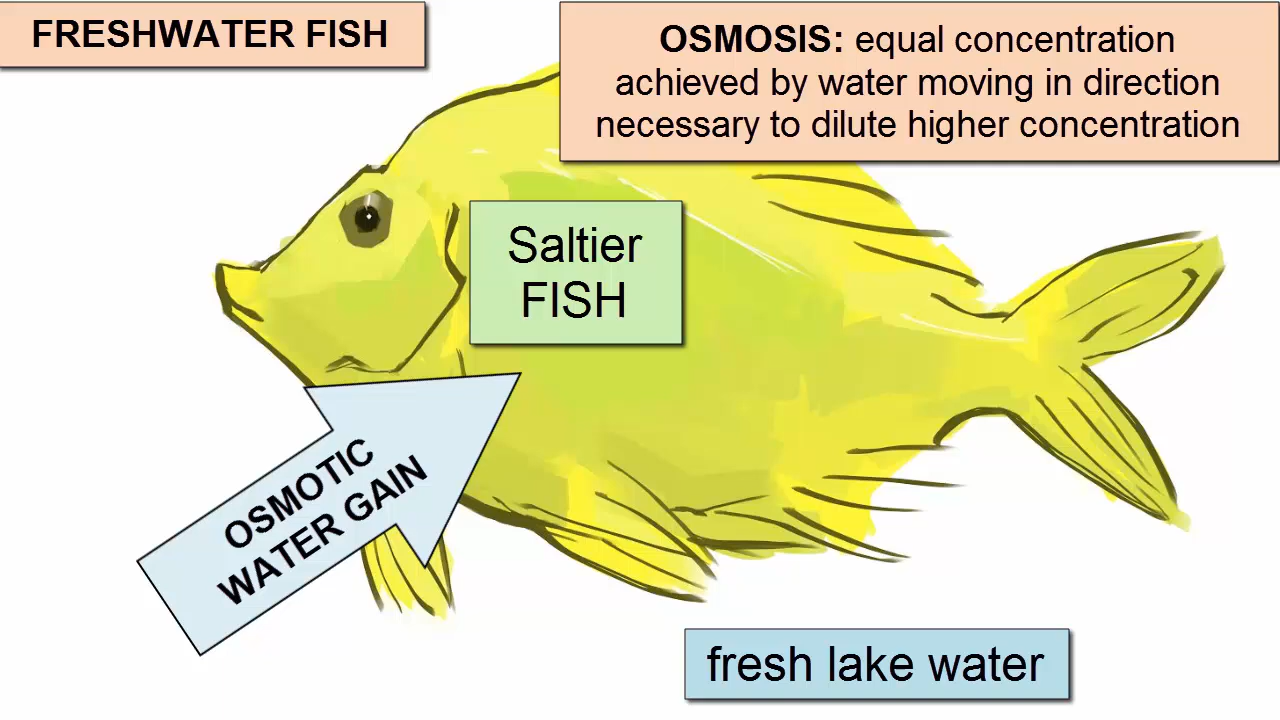 FRESHWATER FISH
OSMOSIS: equal concentration
achieved by water moving in direction
necessary to dilute higher concentration
Saltier
FISH
OSMOTIC
WATER GAIN
fresh lake water